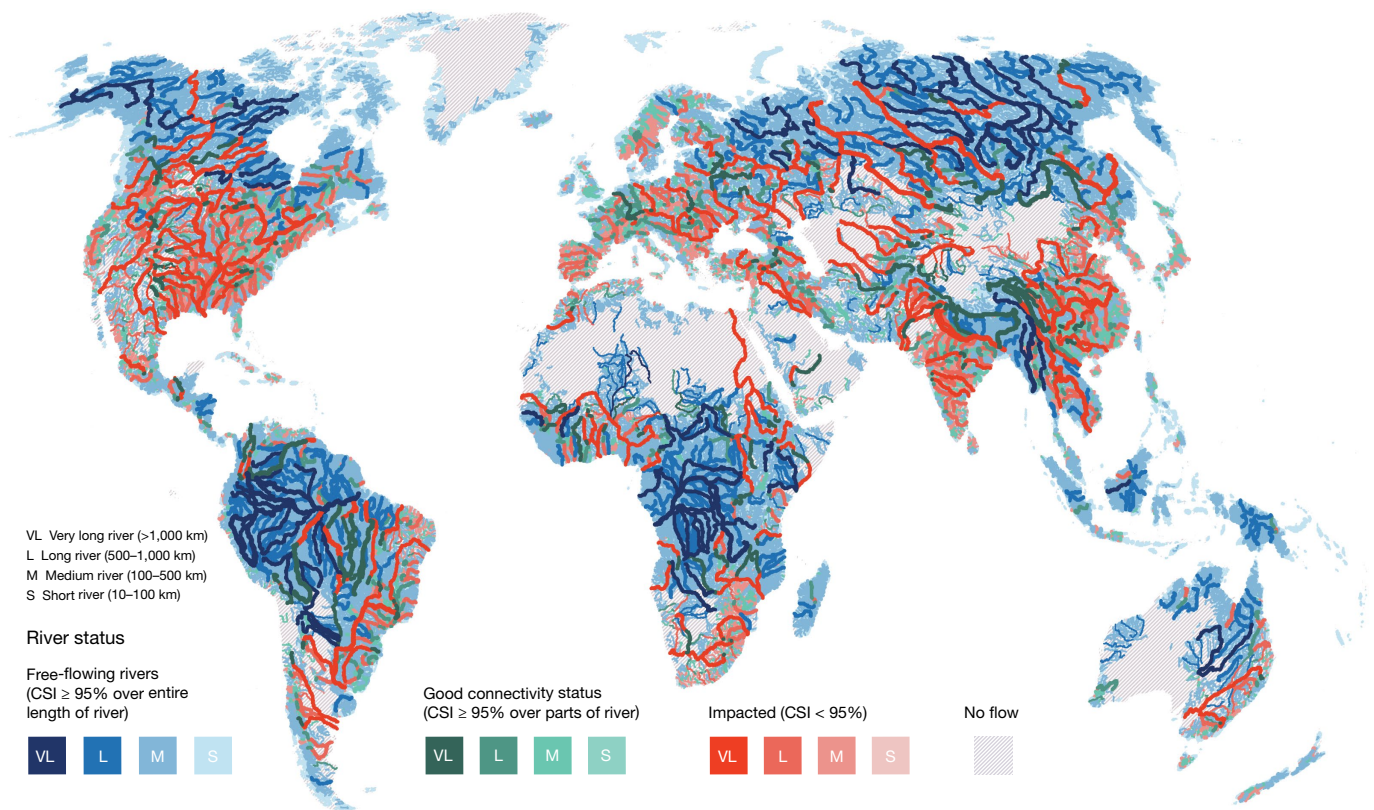 VL Very long river (>1,000 km)
L Long river (500–1,000 km)
M Medium river (100–500 km)
S Short river (10–100 km)
River status
Free-flowing rivers
(CSI ≥ 95% over entire
length of river)
VL L M S
Good connectivity status
(CSI ≥ 95% over parts of river)
VL L M S
Impacted (CSI < 95%)
VL L M S
No flow